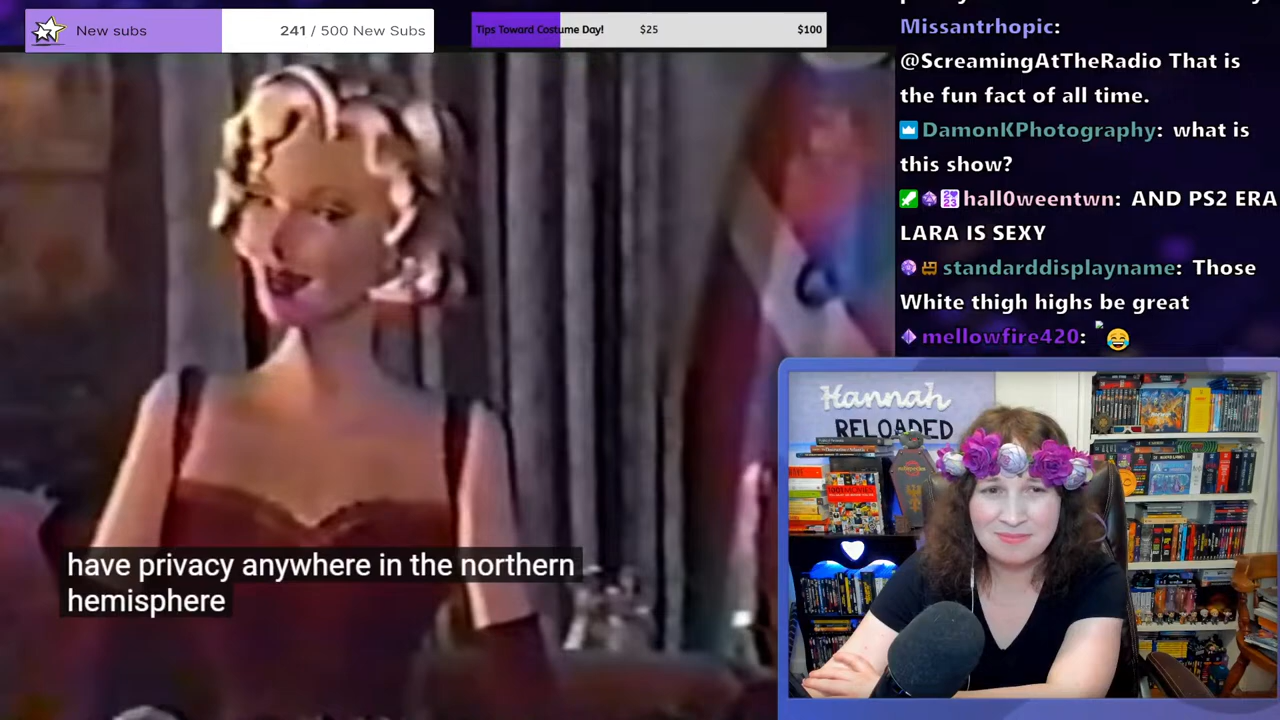 New subs
241 / 500 New Subs
Tips Toward Costume Day!
$25
$100
Missantrhopic:
@ScreamingAtTheRadio That is
the fun fact of all time.
DamonKPhotography: what is
this show?
hall0weentwn: AND PS2 ERA
LARA IS SEXY
standarddisplayname: Those
White thigh highs be great
mellowfire420:
have privacy anywhere in the northern
hemisphere
Hannah
RELOADED